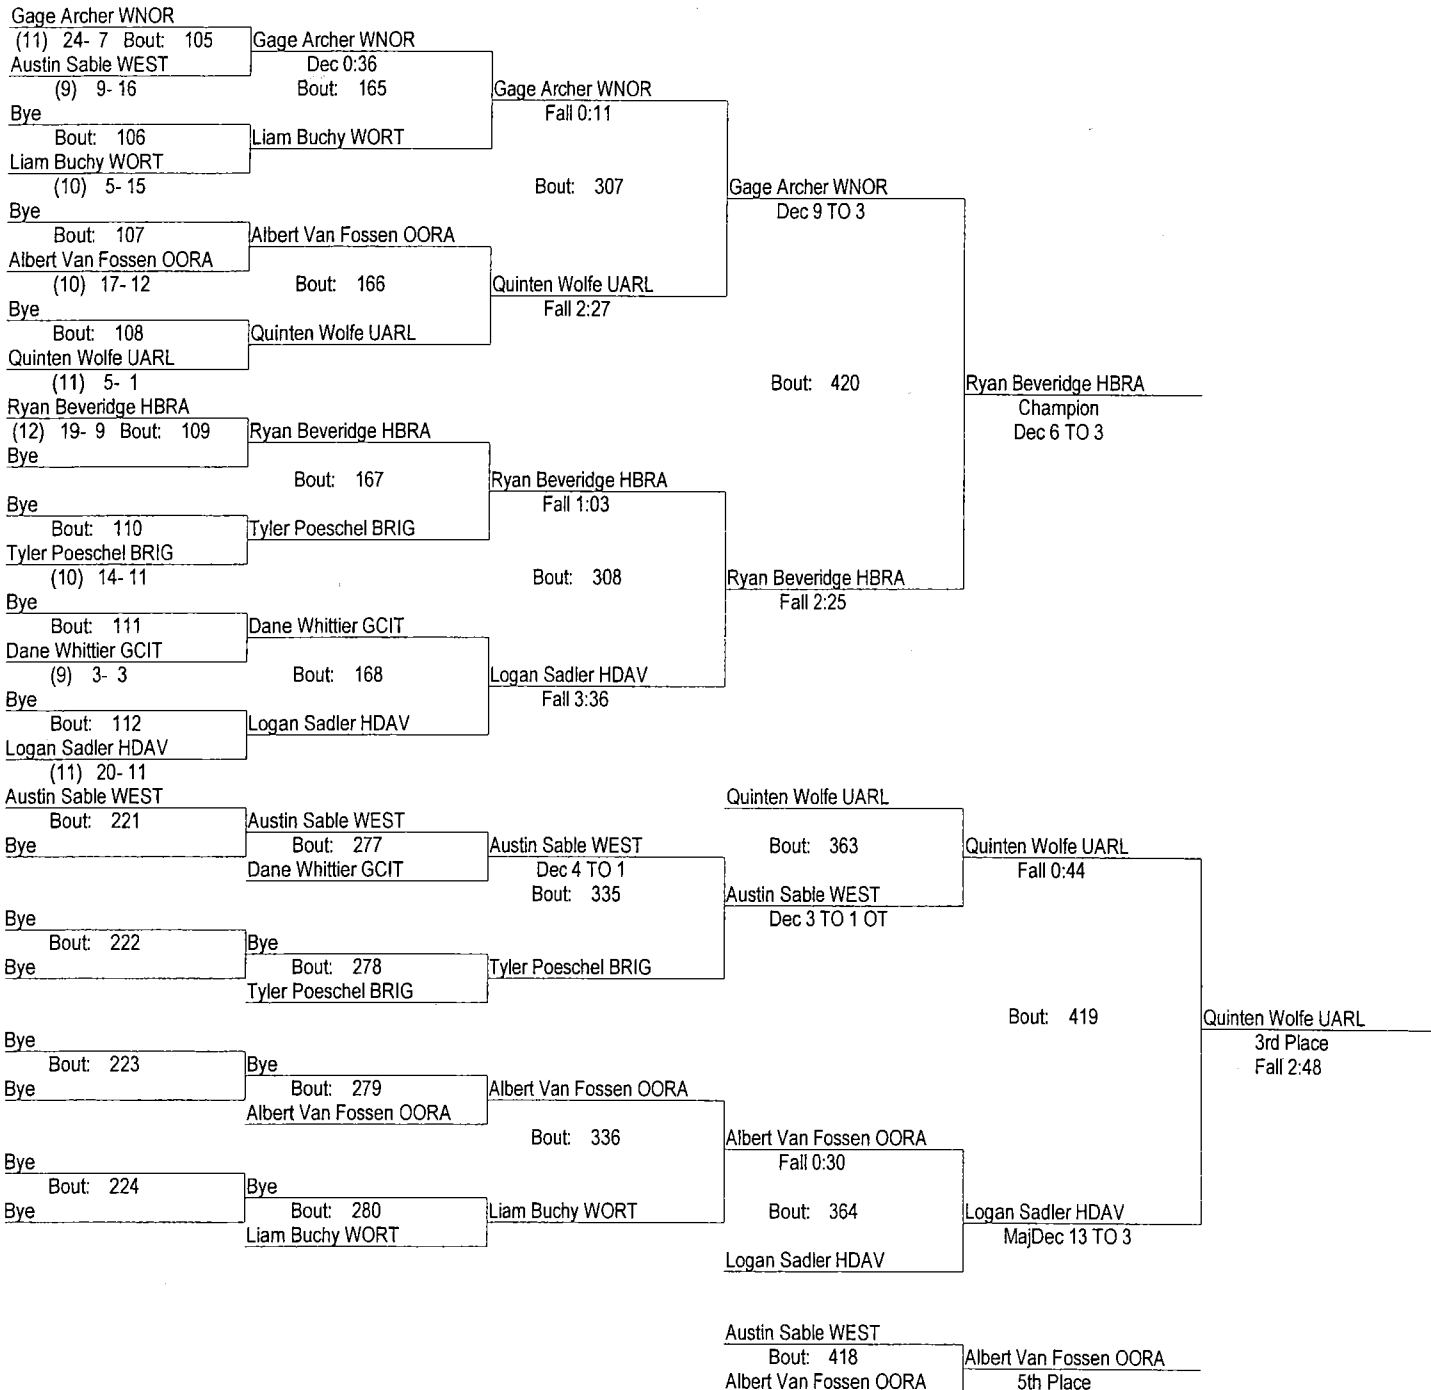 Gage Archer WNOR
(11) 24- 7 Bout: 105
Gage Archer WNOR
Austin Sable WEST
Dec 0:36
(9) 9- 16
Bout: 165
Gage Archer WNOR
Bye
Fall 0:11
Bout: 106
Liam Buchy WORT
Liam Buchy WORT
(10) 5- 15
Bout: 307
Gage Archer WNOR
Bye
Dec 9 TO 3
Bout: 107
Albert Van Fossen OORA
Albert Van Fossen OORA
(10) 17- 12
Bout: 166
Quinten Wolfe UARL
Bye
Fall 2:27
Bout: 108
Quinten Wolfe UARL
Quinten Wolfe UARL
(11) 5- 1
Bout: 420
Ryan Beveridge HBRA
Ryan Beveridge HBRA
Champion
(12) 19- 9 Bout: 109
Ryan Beveridge HBRA
Dec 6 TO 3
Bye
Bout: 167
Ryan Beveridge HBRA
Bye
Fall 1:03
Bout: 110
Tyler Poeschel BRIG
Tyler Poeschel BRIG
(10) 14- 11
Bout: 308
Ryan Beveridge HBRA
Bye
Fall 2:25
Bout: 111
Dane Whittier GCIT
Dane Whittier GCIT
(9) 3- 3
Bout: 168
Logan Sadler HDAV
Bye
Fall 3:36
Bout: 112
Logan Sadler HDAV
Logan Sadler HDAV
(11) 20- 11
Austin Sable WEST
Quinten Wolfe UARL
Bout: 221
Austin Sable WEST
Bye
Bout: 277
Austin Sable WEST
Bout: 363
Quinten Wolfe UARL
Dane Whittier GCIT
Dec 4 TO 1
Fall 0:44
Bout: 335
Austin Sable WEST
Bye
Dec 3 TO 1 OT
Bout: 222
Bye
Bye
Bout: 278
Tyler Poeschel BRIG
Tyler Poeschel BRIG
Bout: 419
Quinten Wolfe UARL
Bye
3rd Place
Bout: 223
Bye
Fall 2:48
Bye
Bout: 279
Albert Van Fossen OORA
Albert Van Fossen OORA
Bout: 336
Albert Van Fossen OORA
Bye
Fall 0:30
Bout: 224
Bye
Bye
Bout: 280
Liam Buchy WORT
Bout: 364
Logan Sadler HDAV
Liam Buchy WORT
MajDec 13 TO 3
Logan Sadler HDAV
Austin Sable WEST
Bout: 418
Albert Van Fossen OORA
Albert Van Fossen OORA
5th Place